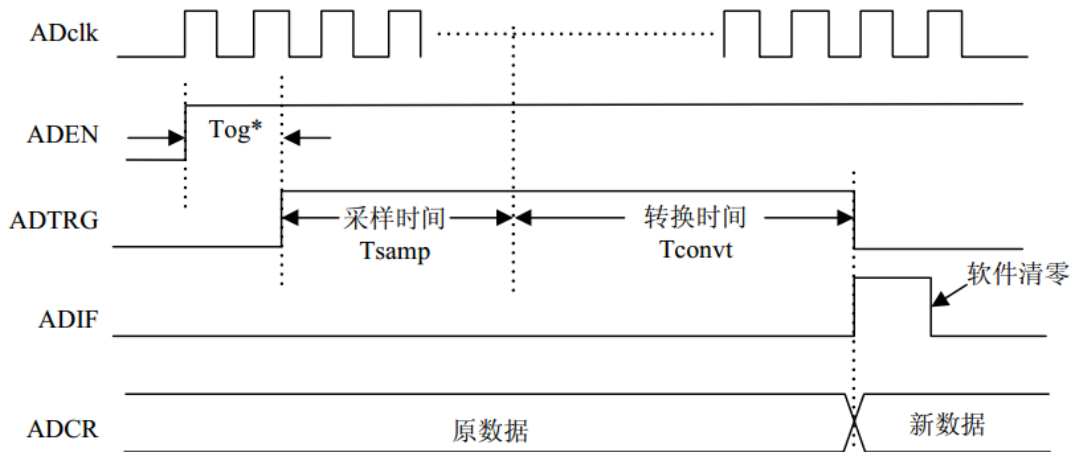 ADclk
ADEN
Tog*
ADTRG
采样时间
Tsamp
转换时间
Tconvt
软件清零
ADIF
ADCR
原数据
新数据